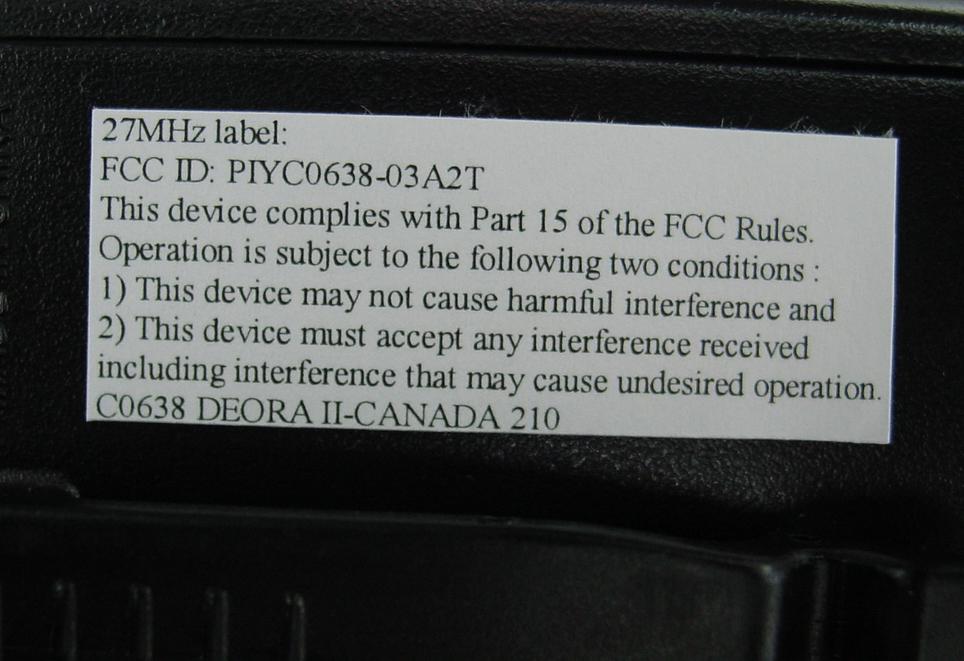 27MHz label:
FCC ID: PIYC0638-03A2T
This device complies with Part 15 of the FCC Rules.
Operation is subject to the following two conditions :
1) This device may not cause harmful interference and
2) This device must accept any interference received
including interference that may cause undesired operation.
C0638 DEORA II-CANADA 210